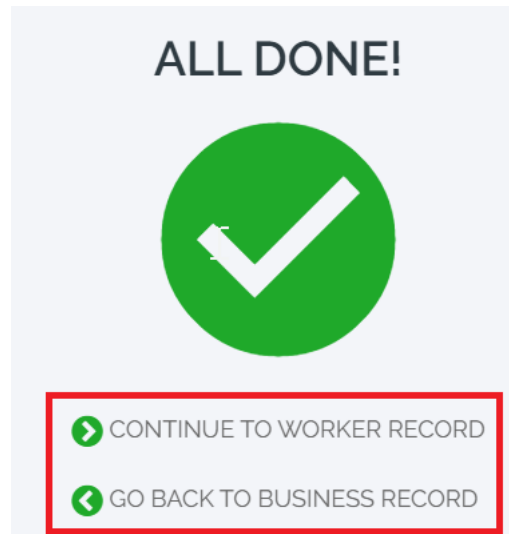 ALL DONE!
CONTINUE TO WORKER RECORD
GO BACK TO BUSINESS RECORD